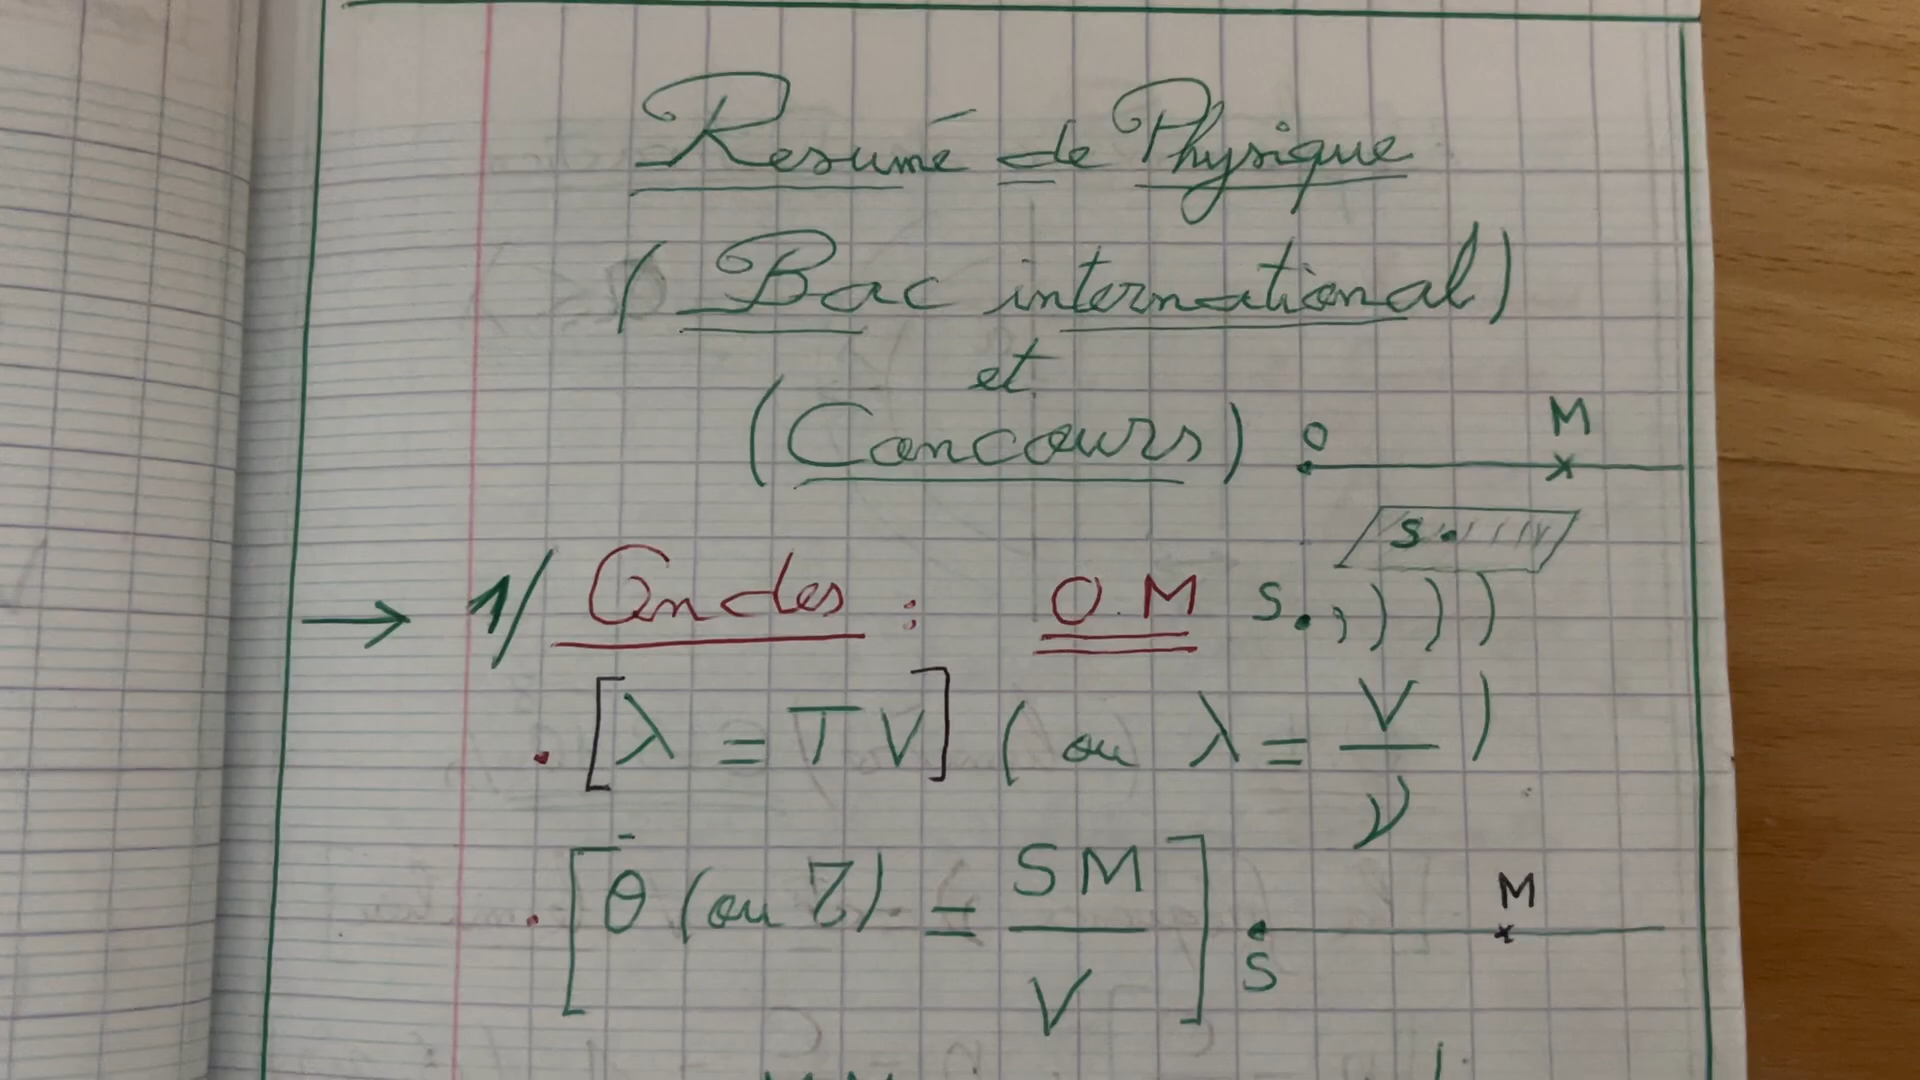 Resumé de Physique
(Bac international)
et
(Concours)
O M
S
→ 1/ Ondes : O.M S
. [λ = T V] (ou λ = V/ν)
. [θ (ou τ) = SM/V] S M